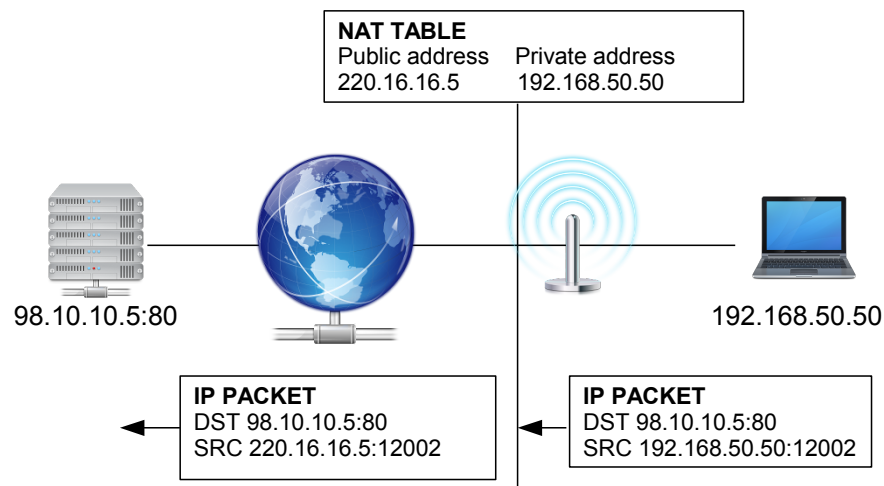 NAT TABLE
Public address Private address
220.16.16.5 192.168.50.50
98.10.10.5:80
192.168.50.50
IP PACKET
DST 98.10.10.5:80
SRC 220.16.16.5:12002
IP PACKET
DST 98.10.10.5:80
SRC 192.168.50.50:12002